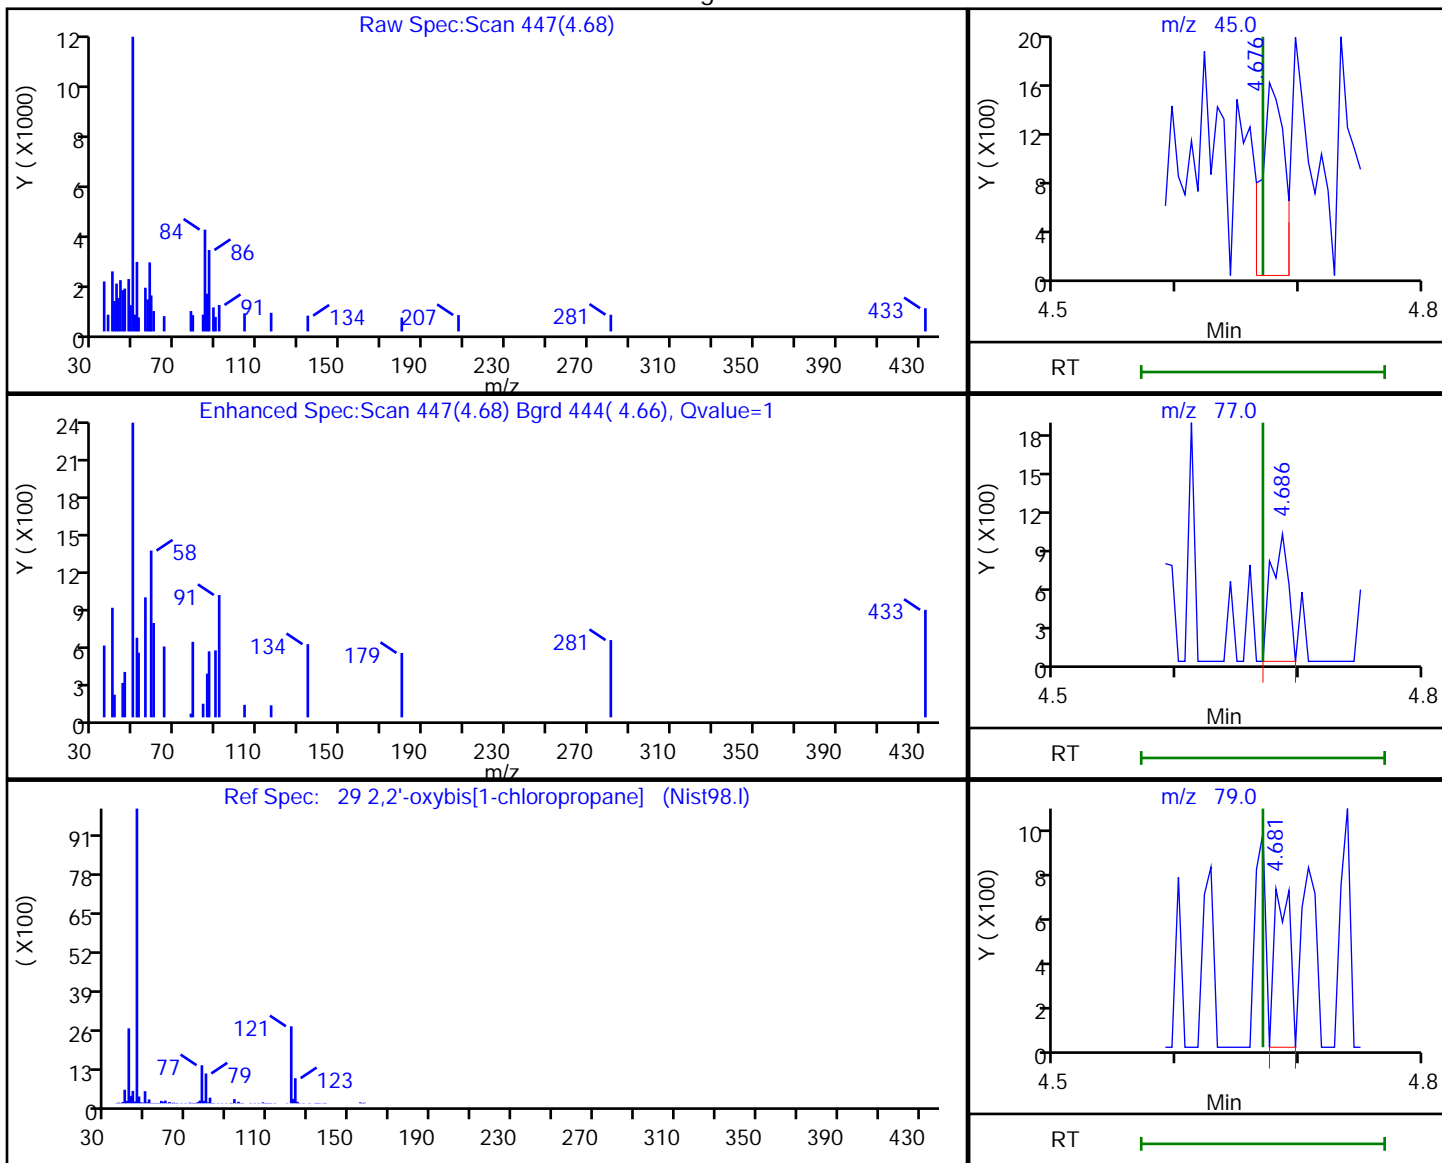 Raw Spec:Scan 447(4.68)
12
10
8
6
4
2
0
Y ( X1000)
84
86
91
134
207
281
433
30 70 110 150 190 230 270 310 350 390 430
m/z
m/z 45.0
20
16
12
8
4
0
Y ( X100)
4.676
4.5 4.8
Min
RT
Enhanced Spec:Scan 447(4.68) Bgrd 444( 4.66), Qvalue=1
24
21
18
15
12
9
6
3
0
Y ( X100)
58
91
134
179
281
433
30 70 110 150 190 230 270 310 350 390 430
m/z
m/z 77.0
18
15
12
9
6
3
0
Y ( X100)
4.686
4.5 4.8
Min
RT
Ref Spec: 29 2,2'-oxybis[1-chloropropane] (Nist98.l)
91
78
65
52
39
26
13
0
( X100)
77
79
121
123
30 70 110 150 190 230 270 310 350 390 430
m/z 79.0
10
8
6
4
2
0
Y ( X100)
4.681
4.5 4.8
Min
RT